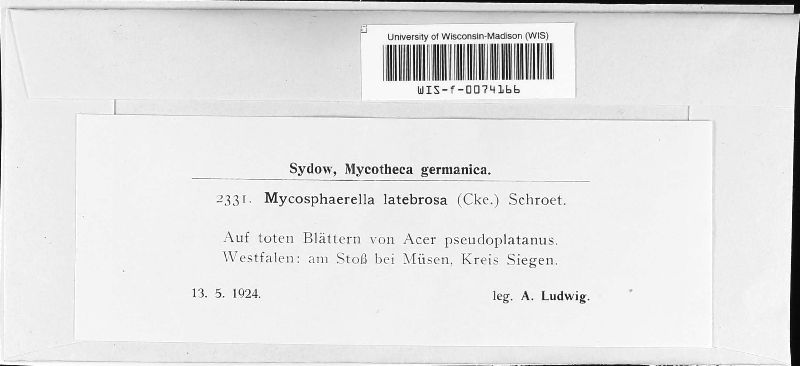 University of Wisconsin-Madison (WIS)
WIS-f-0074166
Sydow, Mycotheca germanica.
2331. Mycosphaerella latebrosa (Cke.) Schroet.
Auf toten Blättern von Acer pseudoplatanus.
Westfalen: am Stoß bei Müsen, Kreis Siegen.
13. 5. 1924. leg. A. Ludwig.